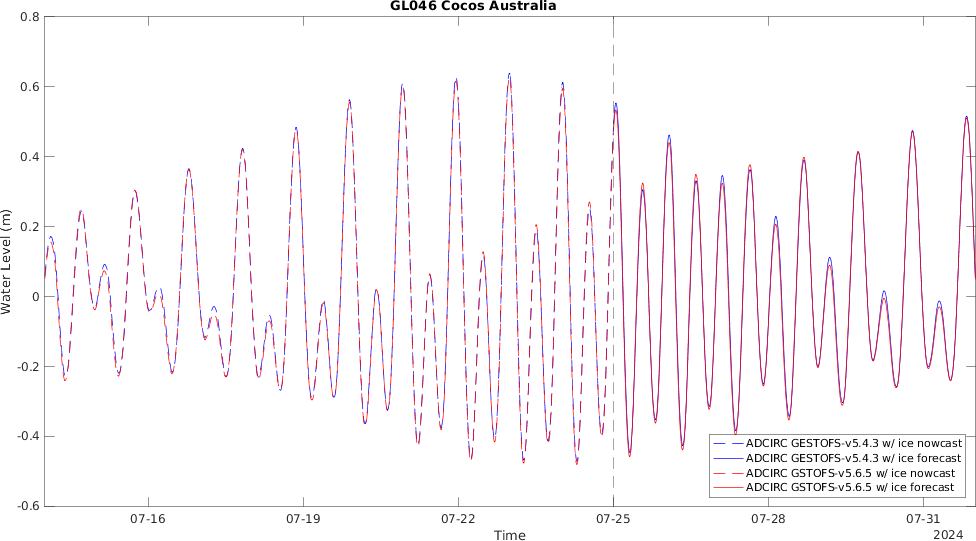 GL046 Cocos Australia
0.8
0.6
0.4
0.2
0
-0.2
-0.4
-0.6
Water Level (m)
ADCIRC GESTOFS-v5.4.3 w/ ice nowcast
ADCIRC GESTOFS-v5.4.3 w/ ice forecast
ADCIRC GSTOFS-v5.6.5 w/ ice nowcast
ADCIRC GSTOFS-v5.6.5 w/ ice forecast
07-16 07-19 07-22 07-25 07-28 07-31
Time
2024